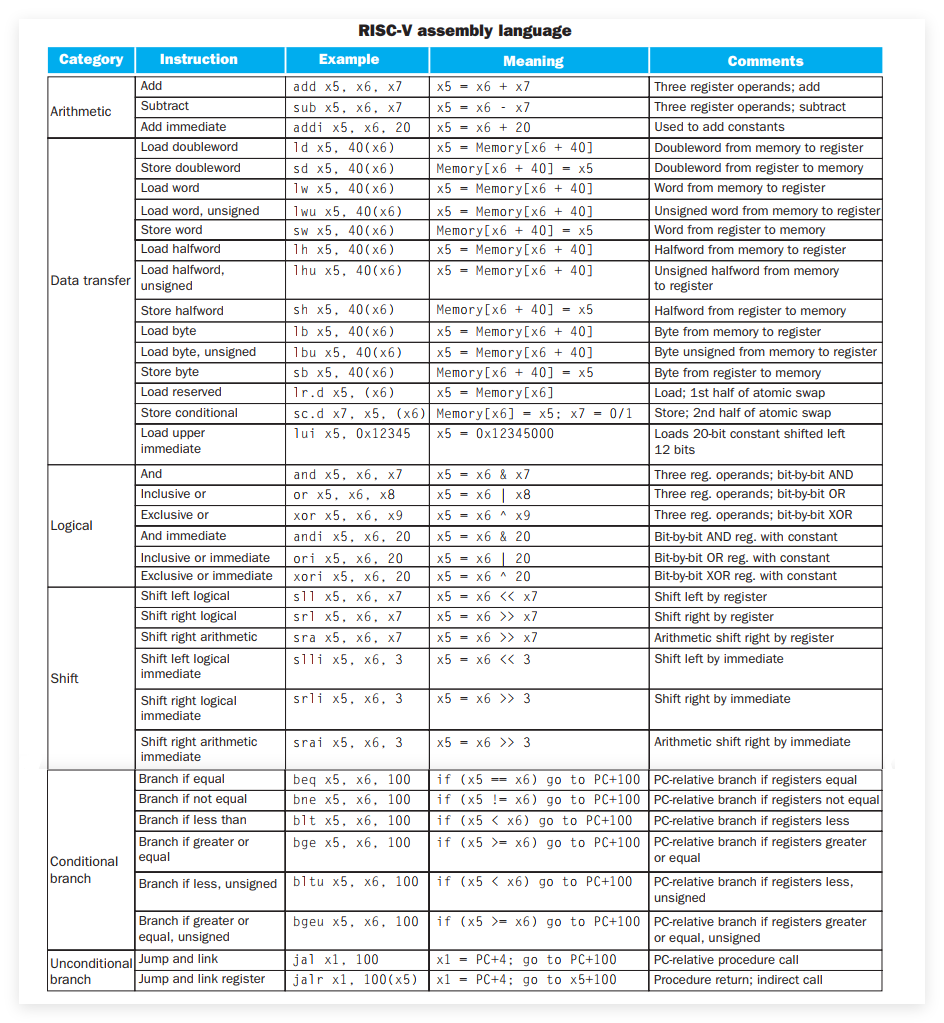 RISC-V assembly language
Category Instruction Example Meaning Comments
Arithmetic
Add add x5, x6, x7 x5 = x6 + x7 Three register operands; add
Subtract sub x5, x6, x7 x5 = x6 - x7 Three register operands; subtract
Add immediate addi x5, x6, 20 x5 = x6 + 20 Used to add constants
Data transfer
Load doubleword ld x5, 40(x6) x5 = Memory[x6 + 40] Doubleword from memory to register
Store doubleword sd x5, 40(x6) Memory[x6 + 40] = x5 Doubleword from register to memory
Load word lw x5, 40(x6) x5 = Memory[x6 + 40] Word from memory to register
Load word, unsigned lwu x5, 40(x6) x5 = Memory[x6 + 40] Unsigned word from memory to register
Store word sw x5, 40(x6) Memory[x6 + 40] = x5 Word from register to memory
Load halfword lh x5, 40(x6) x5 = Memory[x6 + 40] Halfword from memory to register
Load halfword, lhu x5, 40(x6) x5 = Memory[x6 + 40] Unsigned halfword from memory
unsigned to register
Store halfword sh x5, 40(x6) Memory[x6 + 40] = x5 Halfword from register to memory
Load byte lb x5, 40(x6) x5 = Memory[x6 + 40] Byte from memory to register
Load byte, unsigned lbu x5, 40(x6) x5 = Memory[x6 + 40] Byte unsigned from memory to register
Store byte sb x5, 40(x6) Memory[x6 + 40] = x5 Byte from register to memory
Load reserved lr.d x5, (x6) x5 = Memory[x6] Load; 1st half of atomic swap
Store conditional sc.d x7, x5, (x6) Memory[x6] = x5; x7 = 0/1 Store; 2nd half of atomic swap
Load upper lui x5, 0x12345 x5 = 0x12345000 Loads 20-bit constant shifted left
immediate 12 bits
Logical
And and x5, x6, x7 x5 = x6 & x7 Three reg. operands; bit-by-bit AND
Inclusive or or x5, x6, x8 x5 = x6 | x8 Three reg. operands; bit-by-bit OR
Exclusive or xor x5, x6, x9 x5 = x6 ^ x9 Three reg. operands; bit-by-bit XOR
And immediate andi x5, x6, 20 x5 = x6 & 20 Bit-by-bit AND reg. with constant
Inclusive or immediate ori x5, x6, 20 x5 = x6 | 20 Bit-by-bit OR reg. with constant
Exclusive or immediate xori x5, x6, 20 x5 = x6 ^ 20 Bit-by-bit XOR reg. with constant
Shift
Shift left logical sll x5, x6, x7 x5 = x6 << x7 Shift left by register
Shift right logical srl x5, x6, x7 x5 = x6 >> x7 Shift right by register
Shift right arithmetic sra x5, x6, x7 x5 = x6 >> x7 Arithmetic shift right by register
Shift left logical slli x5, x6, 3 x5 = x6 << 3 Shift left by immediate
immediate
Shift right logical srli x5, x6, 3 x5 = x6 >> 3 Shift right by immediate
immediate
Shift right arithmetic srai x5, x6, 3 x5 = x6 >> 3 Arithmetic shift right by immediate
immediate
Conditional
branch
Branch if equal beq x5, x6, 100 if (x5 == x6) go to PC+100 PC-relative branch if registers equal
Branch if not equal bne x5, x6, 100 if (x5 != x6) go to PC+100 PC-relative branch if registers not equal
Branch if less than blt x5, x6, 100 if (x5 < x6) go to PC+100 PC-relative branch if registers less
Branch if greater or bge x5, x6, 100 if (x5 >= x6) go to PC+100 PC-relative branch if registers greater
equal or equal
Branch if less, unsigned bltu x5, x6, 100 if (x5 < x6) go to PC+100 PC-relative branch if registers less,
unsigned
Branch if greater or bgeu x5, x6, 100 if (x5 >= x6) go to PC+100 PC-relative branch if registers greater
equal, unsigned or equal, unsigned
Unconditional
branch
Jump and link jal x1, 100 x1 = PC+4; go to PC+100 PC-relative procedure call
Jump and link register jalr x1, 100(x5) x1 = PC+4; go to x5+100 Procedure return; indirect call